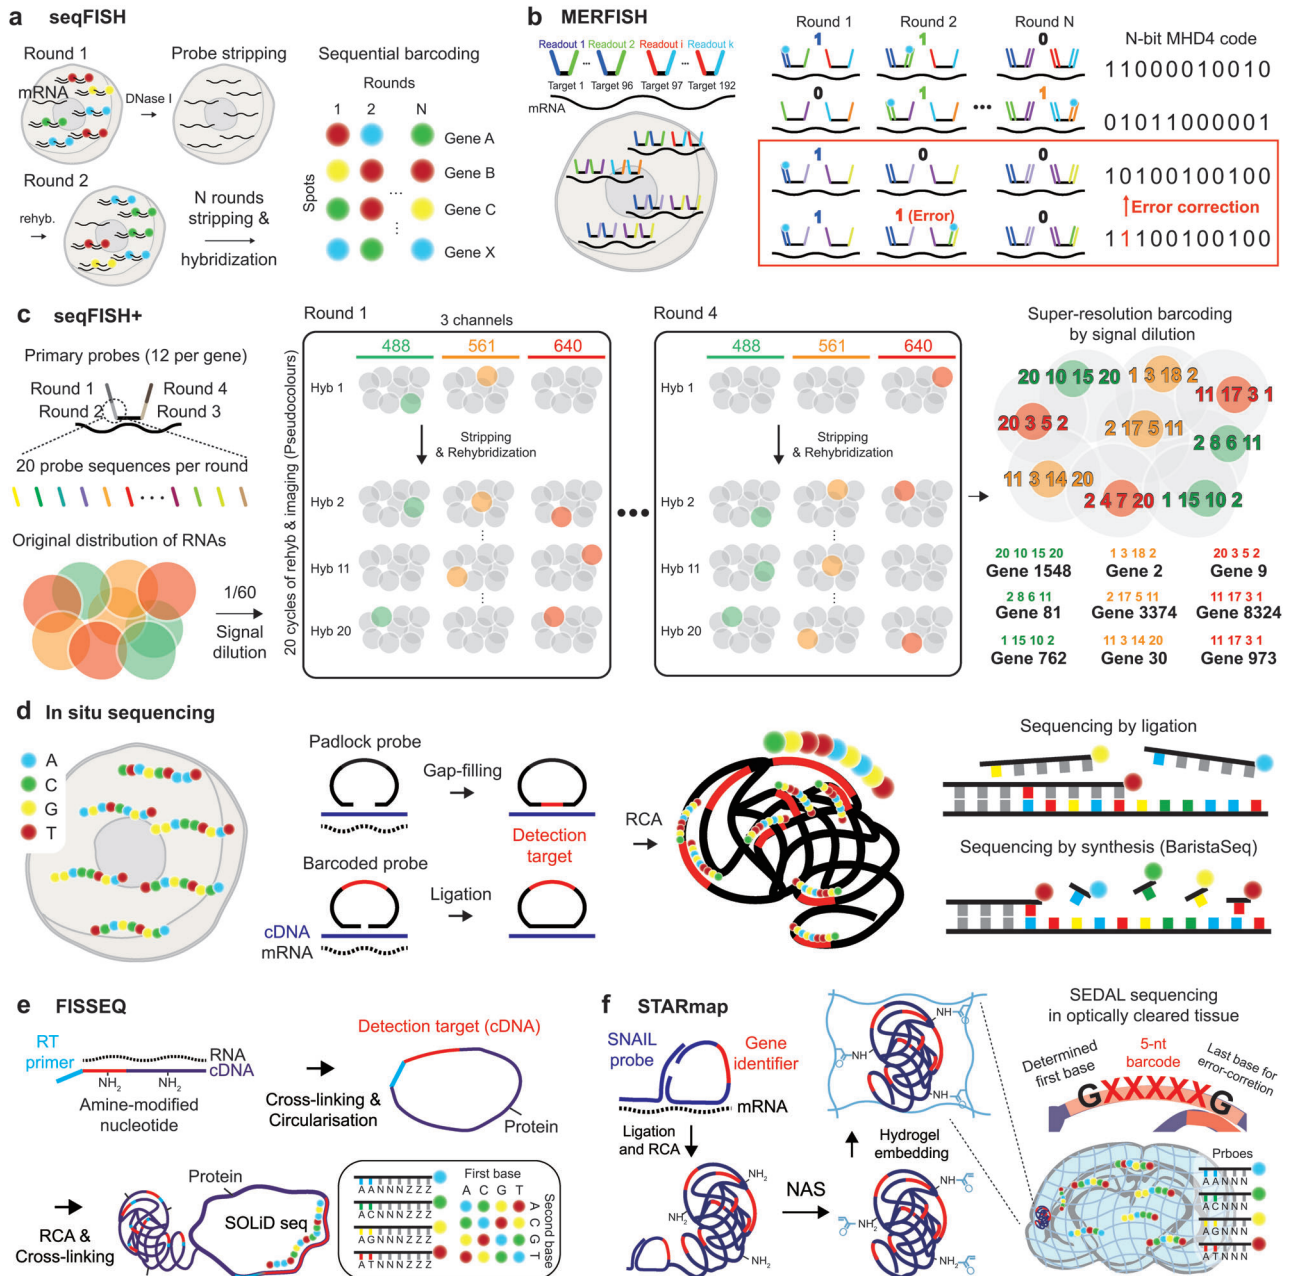 a seqFISH
Round 1
Probe stripping
mRNA
DNase I
Round 2
rehyb.
N rounds
stripping &
hybridization
Sequential barcoding
Rounds
1 2 N
Spots
Gene A
Gene B
...
Gene C
⋮
Gene X
b MERFISH
Readout 1 Readout 2 Readout i Readout k
... ...
Target 1 Target 96 Target 97 Target 192
mRNA
Round 1 Round 2 Round N
N-bit MHD4 code
1 1 0
11000010010
0 1 ... 1
01011000001
1 0 0
10100100100
Error correction
1 1 (Error) 0
11100100100
c seqFISH+
Primary probes (12 per gene)
Round 1 Round 4
Round 2 Round 3
20 probe sequences per round
...
Original distribution of RNAs
1/60
Signal
dilution
20 cycles of rehyb & imaging (Pseudocolours)
Round 1
3 channels
488 561 640
Hyb 1
Stripping
& Rehybridization
Hyb 2
Hyb 11
Hyb 20
...
Round 4
488 561 640
Hyb 1
Stripping
& Rehybridization
Hyb 2
Hyb 11
Hyb 20
Super-resolution barcoding
by signal dilution
20 10 15 20 1 3 18 2
11 17 3 1
20 3 5 2 2 17 5 11
2 8 6 11
11 3 14 20
2 4 7 20 1 15 10 2
20 10 15 20 1 3 18 2 20 3 5 2
Gene 1548 Gene 2 Gene 9
2 8 6 11 2 17 5 11 11 17 3 1
Gene 81 Gene 3374 Gene 8324
1 15 10 2 11 3 14 20 11 17 3 1
Gene 762 Gene 30 Gene 973
d In situ sequencing
A
C
G
T
Padlock probe
Gap-filling
Detection
target
Barcoded probe
Ligation
cDNA
mRNA
RCA
Sequencing by ligation
Sequencing by synthesis (BaristaSeq)
e FISSEQ
RT
primer
RNA
cDNA
NH2 NH2
Amine-modified
nucleotide
Detection target (cDNA)
Cross-linking &
Circularisation
Protein
RCA &
Cross-linking
Protein
SOLiD seq
A A N N N Z Z Z
A C N N N Z Z Z
A G N N N Z Z Z
A T N N N Z Z Z
First base
A C G T
Second base
A
C
G
T
f STARmap
SNAIL
probe
Gene
identifier
mRNA
Ligation
and RCA
NH2
NH2
NH2
NAS
NH
NH2
NH
Hydrogel
embedding
NH
NH
NH
SEDAL sequencing
in optically cleared tissue
Determined
first base
5-nt
barcode
Last base for
error-corretion
GXXXXXG
Prboes
A A N N N
A C N N N
A G N N N
A T N N N